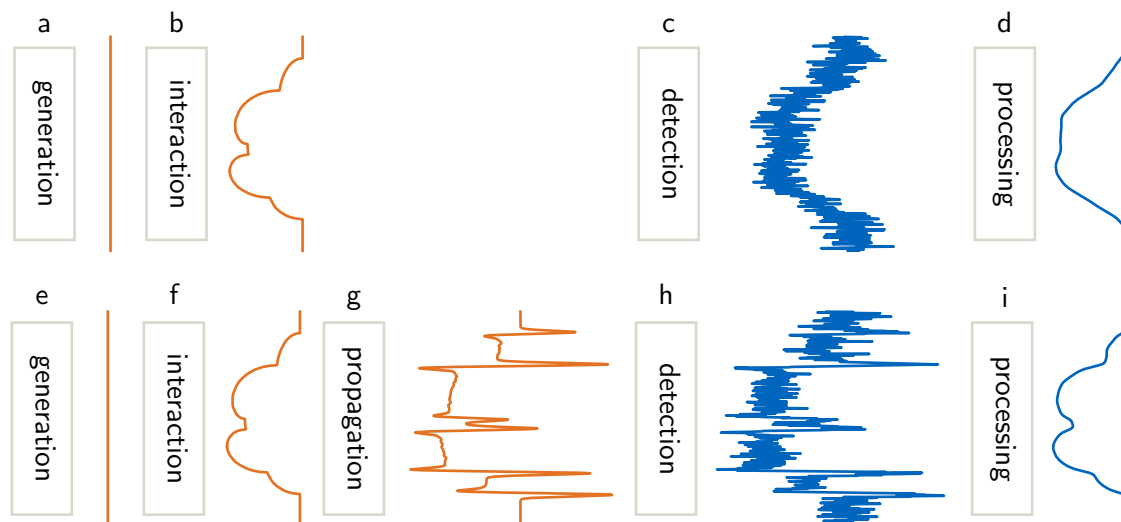 a
b
c
d
generation
interaction
detection
processing
e
f
g
h
i
generation
interaction
propagation
detection
processing